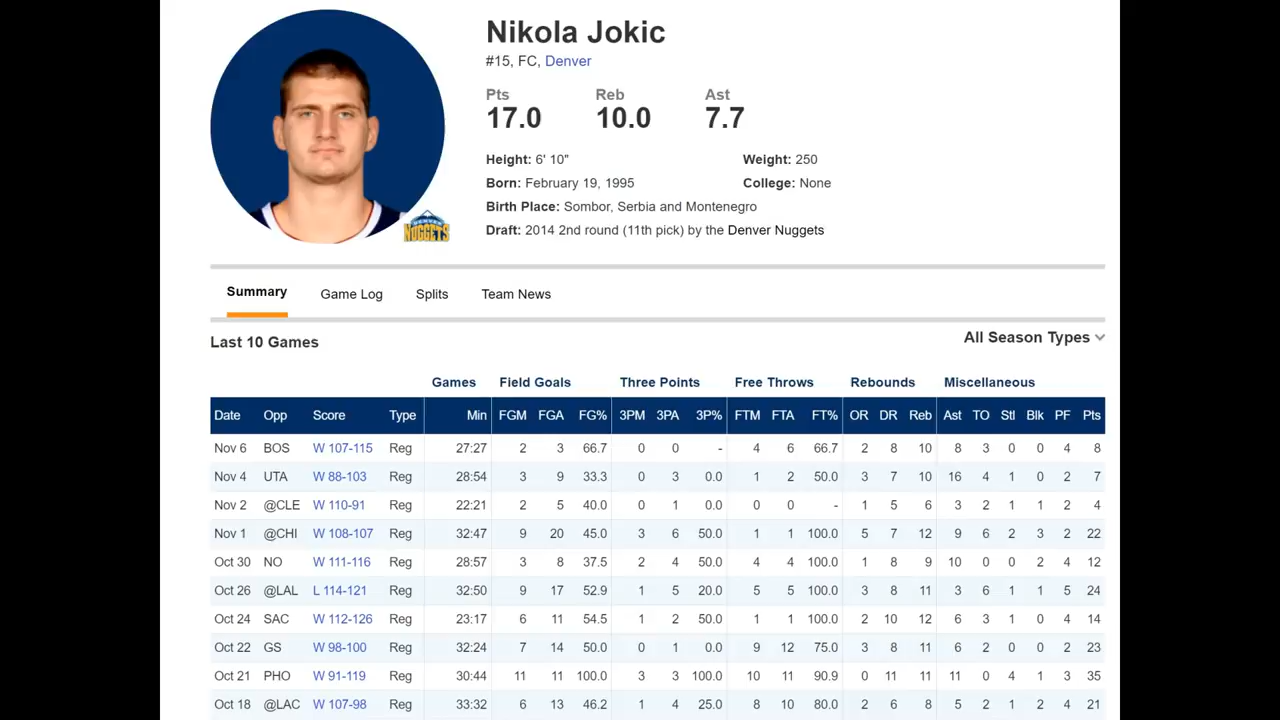 Nikola Jokic
#15, FC, Denver
Pts Reb Ast
17.0 10.0 7.7
Height: 6' 10" Weight: 250
Born: February 19, 1995 College: None
Birth Place: Sombor, Serbia and Montenegro
Draft: 2014 2nd round (11th pick) by the Denver Nuggets
DENVER
NUGGETS
Summary Game Log Splits Team News
Last 10 Games All Season Types
Games Field Goals Three Points Free Throws Rebounds Miscellaneous
Date Opp Score Type Min FGM FGA FG% 3PM 3PA 3P% FTM FTA FT% OR DR Reb Ast TO Stl Blk PF Pts
Nov 6 BOS W 107-115 Reg 27:27 2 3 66.7 0 0 - 4 6 66.7 2 8 10 8 3 0 0 4 8
Nov 4 UTA W 88-103 Reg 28:54 3 9 33.3 0 3 0.0 1 2 50.0 3 7 10 16 4 1 0 2 7
Nov 2 @CLE W 110-91 Reg 22:21 2 5 40.0 0 1 0.0 0 0 - 1 5 6 3 2 1 1 2 4
Nov 1 @CHI W 108-107 Reg 32:47 9 20 45.0 3 6 50.0 1 1 100.0 5 7 12 9 6 2 3 2 22
Oct 30 NO W 111-116 Reg 28:57 3 8 37.5 2 4 50.0 4 4 100.0 1 8 9 10 0 0 2 4 12
Oct 26 @LAL L 114-121 Reg 32:50 9 17 52.9 1 5 20.0 5 5 100.0 3 8 11 3 6 1 1 5 24
Oct 24 SAC W 112-126 Reg 23:17 6 11 54.5 1 2 50.0 1 1 100.0 2 10 12 6 3 1 0 4 14
Oct 22 GS W 98-100 Reg 32:24 7 14 50.0 0 1 0.0 9 12 75.0 3 8 11 6 2 0 0 2 23
Oct 21 PHO W 91-119 Reg 30:44 11 11 100.0 3 3 100.0 10 11 90.9 0 11 11 11 0 4 1 3 35
Oct 18 @LAC W 107-98 Reg 33:32 6 13 46.2 1 4 25.0 8 10 80.0 2 6 8 5 2 1 2 4 21